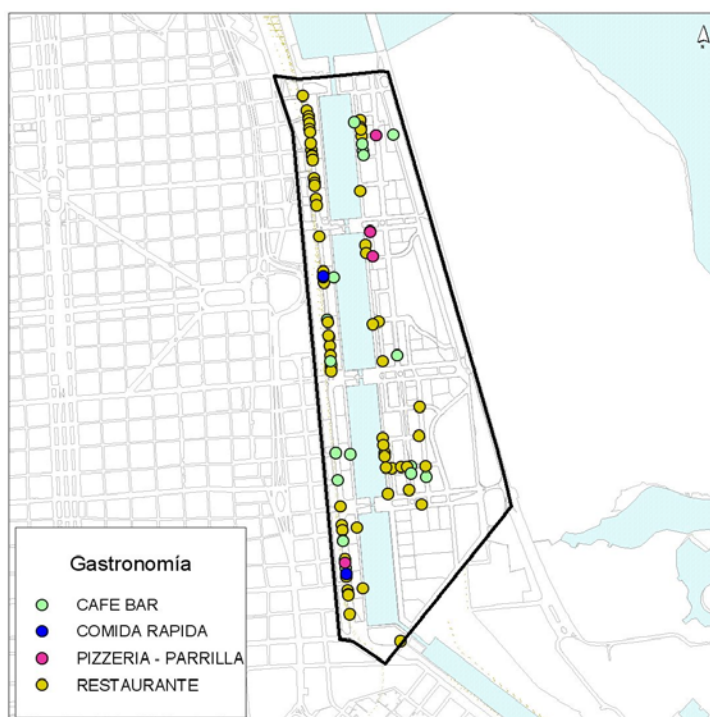 Gastronomía
CAFE BAR
COMIDA RAPIDA
PIZZERIA - PARRILLA
RESTAURANTE